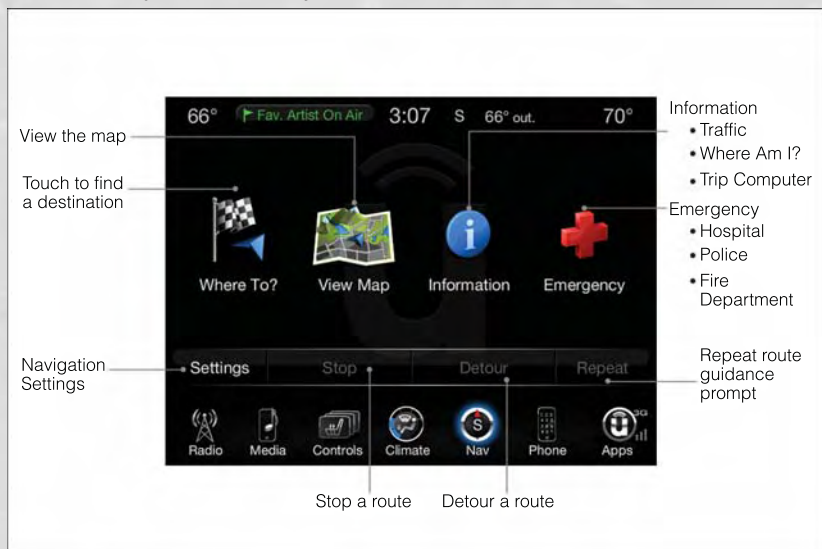 66° Fav. Artist On Air 3:07 S 66° out. 70°
View the map
Touch to find
a destination
Information
• Traffic
• Where Am I?
• Trip Computer
Emergency
• Hospital
• Police
• Fire
Department
i
Where To? View Map Information Emergency
Navigation
Settings
Settings Stop Detour Repeat
Repeat route
guidance
prompt
S
3G
Radio Media Controls Climate Nav Phone Apps
Stop a route Detour a route